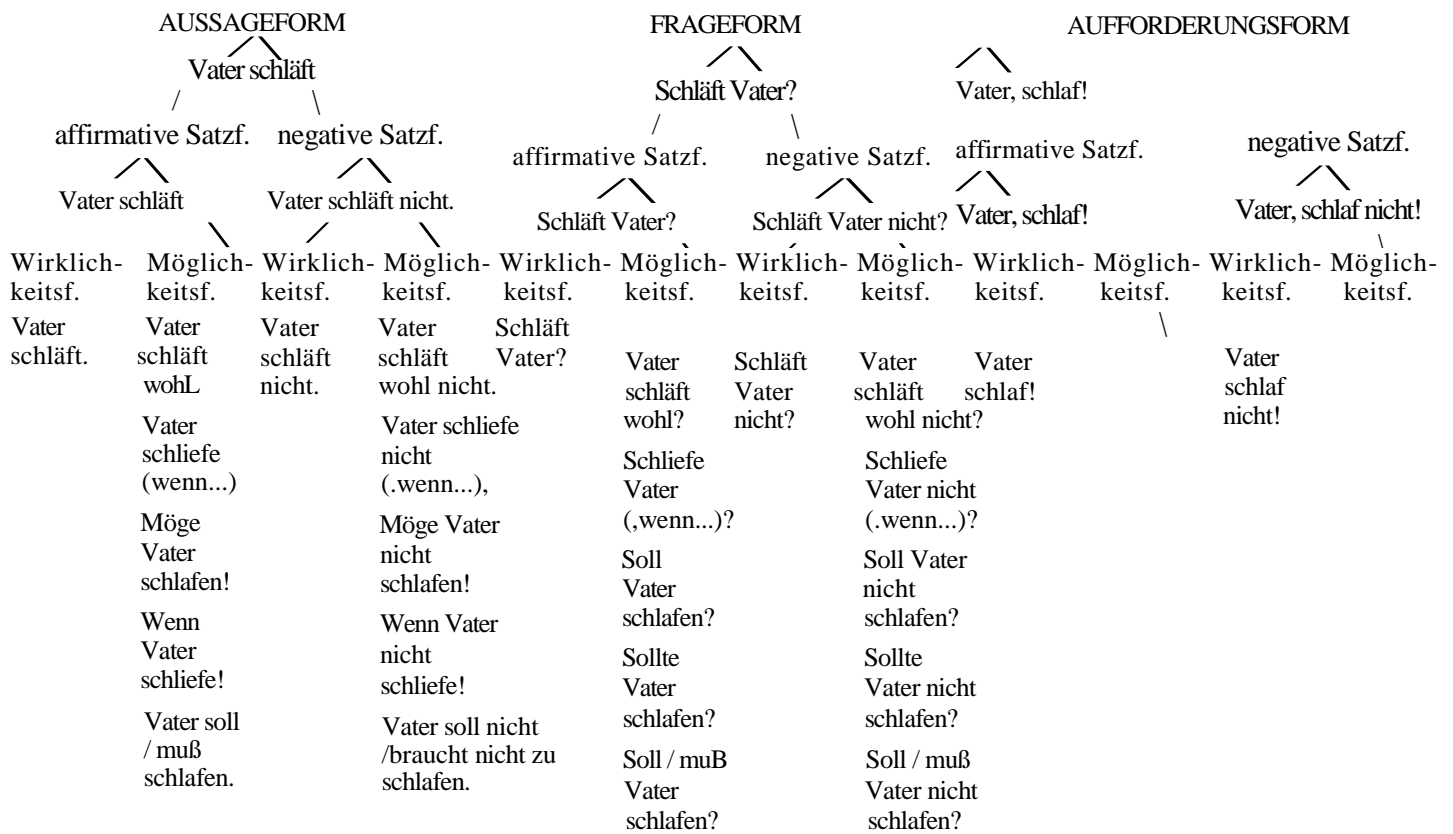 AUSSAGEFORM FRAGEFORM AUFFORDERUNGSFORM
Vater schläft
Schläft Vater? Vater, schlaf!
affirmative Satzf. negative Satzf.
affirmative Satzf. negative Satzf. affirmative Satzf. negative Satzf.
Vater schläft Vater schläft nicht.
Schläft Vater? Schläft Vater nicht? Vater, schlaf! Vater, schlaf nicht!
Wirklich- Möglich- Wirklich- Möglich- Wirklich- Möglich- Wirklich- Möglich- Wirklich- Möglich- Wirklich- Möglich-
keitsf. keitsf. keitsf. keitsf. keitsf. keitsf. keitsf. keitsf. keitsf. keitsf. keitsf. keitsf.
Vater
schläft.
Vater
schläft
wohL
Vater
schliefe
(wenn...)
Möge
Vater
schlafen!
Wenn
Vater
schliefe!
Vater soll
/ muß
schlafen.
Vater
schläft
nicht.
Vater
schläft
wohl nicht.
Vater schliefe
nicht
(.wenn...),
Möge Vater
nicht
schlafen!
Wenn Vater
nicht
schliefe!
Vater soll nicht
/braucht nicht zu
schlafen.
Schläft
Vater?
Vater
schläft
wohl?
Schliefe
Vater
(,wenn...)?
Soll
Vater
schlafen?
Sollte
Vater
schlafen?
Soll / muB
Vater
schlafen?
Schläft
Vater
nicht?
Vater
schläft
wohl nicht?
Schliefe
Vater nicht
(.wenn...)?
Soll Vater
nicht
schlafen?
Sollte
Vater nicht
schlafen?
Soll / muß
Vater nicht
schlafen?
Vater
schlaf!
Vater
schlaf
nicht!